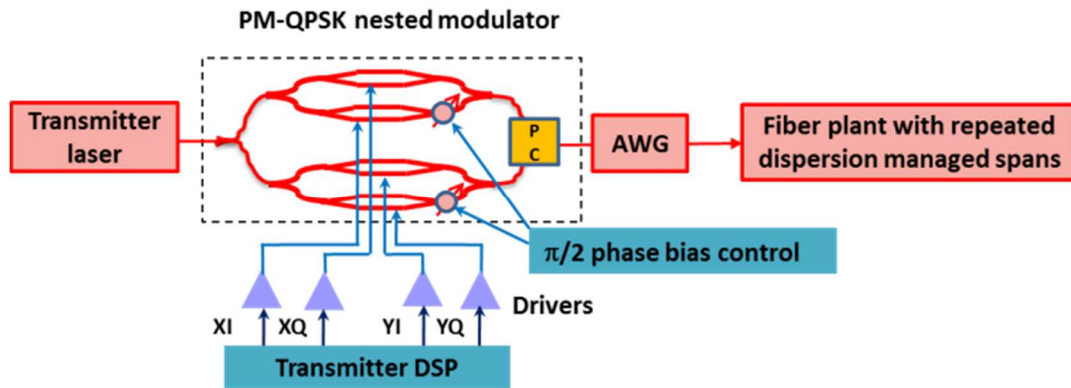 PM-QPSK nested modulator
Transmitter
laser
P
C
AWG
Fiber plant with repeated
dispersion managed spans
π/2 phase bias control
Drivers
XI
XQ
YI
YQ
Transmitter DSP